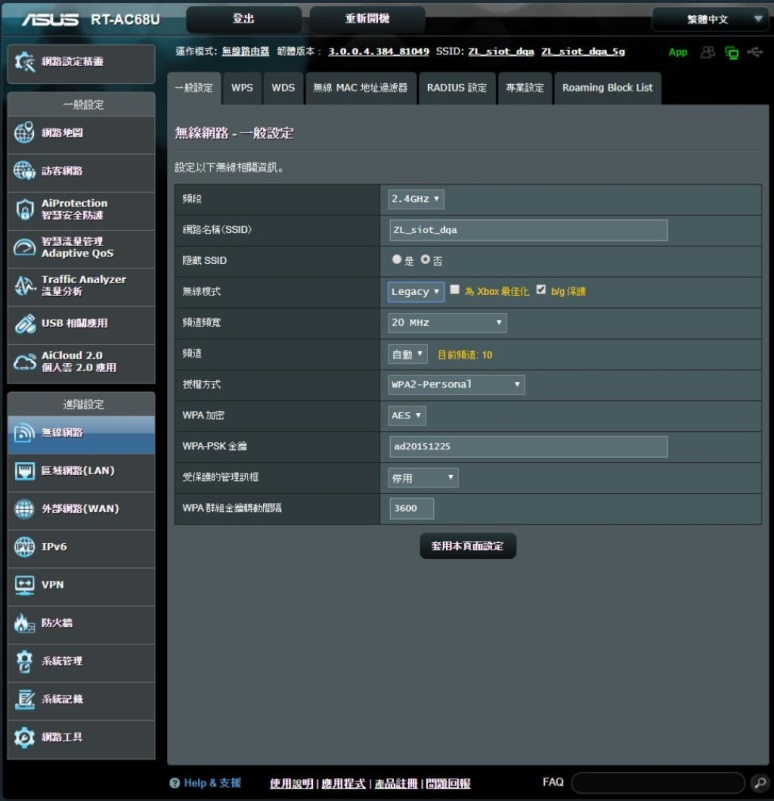 ASUS RT-AC68U 登出 重新開機 繁體中文
運作模式: 無線路由器 韌體版本: 3.0.0.4.384_81049 SSID: ZL_siot_dqa ZL_siot_dqa_5g App
網路設定精靈
一般設定
網路地圖
訪客網路
AiProtection
智慧安全防護
智慧流量管理
Adaptive QoS
Traffic Analyzer
流量分析
USB 相關應用
AiCloud 2.0
個人雲 2.0 應用
進階設定
無線網路
區域網路(LAN)
外部網路(WAN)
IPv6
VPN
防火牆
系統管理
系統記錄
網路工具
一般設定 WPS WDS 無線 MAC 地址過濾器 RADIUS 設定 專業設定 Roaming Block List
無線網路 - 一般設定
設定以下無線相關資訊。
頻段 2.4GHz
網路名稱(SSID) ZL_siot_dqa
隱藏 SSID 是 否
無線模式 Legacy 為 Xbox 最佳化 b/g 保護
頻道頻寬 20 MHz
頻道 自動 目前頻道: 10
授權方式 WPA2-Personal
WPA 加密 AES
WPA-PSK 金鑰 ad20151225
受保護的管理訊框 停用
WPA 群組金鑰轉動間隔 3600
套用本頁面設定
Help & 支援 使用說明 | 應用程式 | 產品註冊 | 問題回報 FAQ